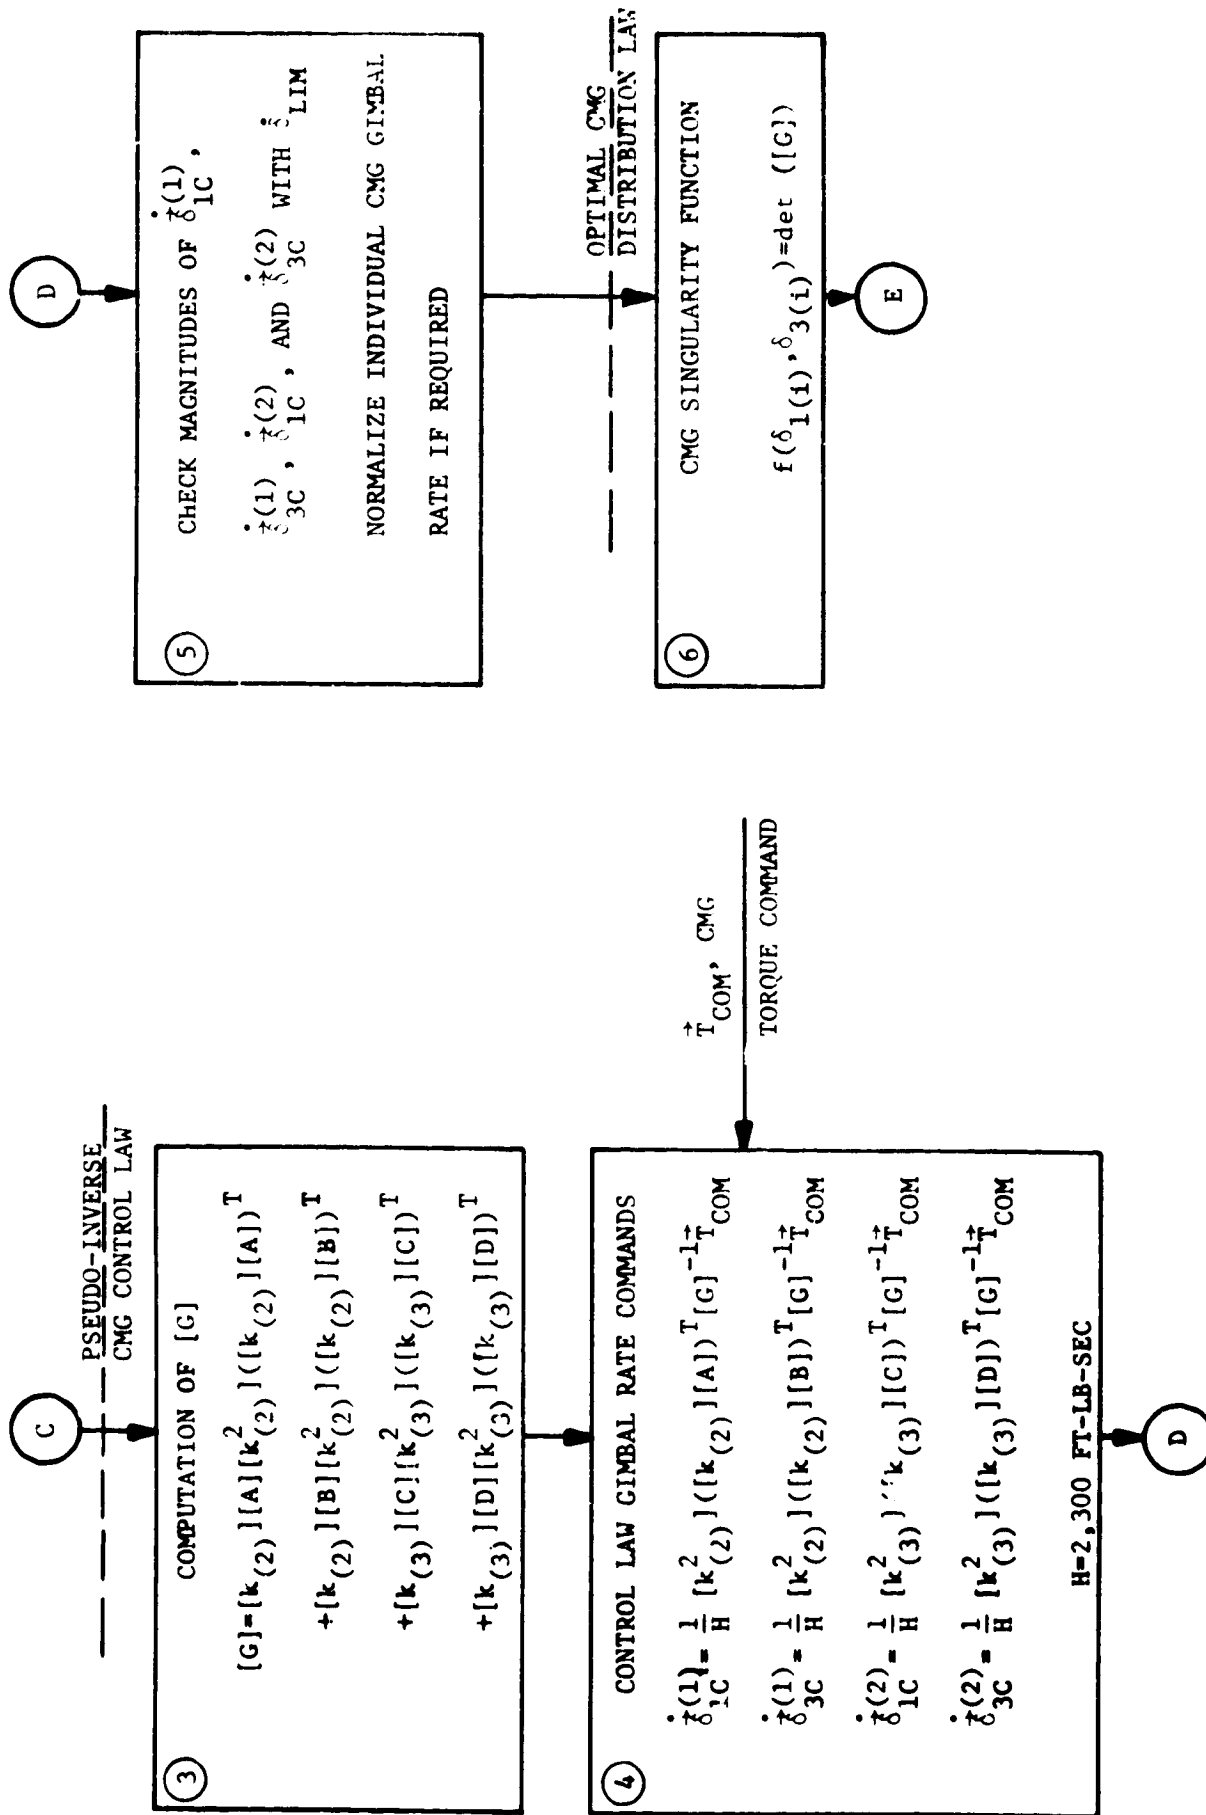 C
PSEUDO-INVERSE
CMG CONTROL LAW
3
COMPUTATION OF [G]
[G]=[k(2)][A][k²(2)]([k(2)][A])ᵀ
+[k(2)][B][k²(2)]([k(2)][B])ᵀ
+[k(3)][C][k²(3)]([k(3)][C])ᵀ
+[k(3)][D][k²(3)]([k(3)][D])ᵀ
4
CONTROL LAW GIMBAL RATE COMMANDS
δ⃗̇(1)1C = 1/H [k²(2)]([k(2)][A])ᵀ[G]⁻¹T⃗COM
δ⃗̇(1)3C = 1/H [k²(2)]([k(2)][B])ᵀ[G]⁻¹T⃗COM
δ⃗̇(2)1C = 1/H [k²(3)] k(3)][C])ᵀ[G]⁻¹T⃗COM
δ⃗̇(2)3C = 1/H [k²(3)]([k(3)][D])ᵀ[G]⁻¹T⃗COM
H=2,300 FT-LB-SEC
T⃗COM, CMG
TORQUE COMMAND
D
D
5
CHECK MAGNITUDES OF δ⃗̇(1)1C,
δ⃗̇(1)3C, δ⃗̇(2)1C, AND δ⃗̇(2)3C WITH δ̇LIM
NORMALIZE INDIVIDUAL CMG GIMBAL
RATE IF REQUIRED
OPTIMAL CMG
DISTRIBUTION LAW
6
CMG SINGULARITY FUNCTION
f(δ1(i),δ3(i))=det ([G])
E